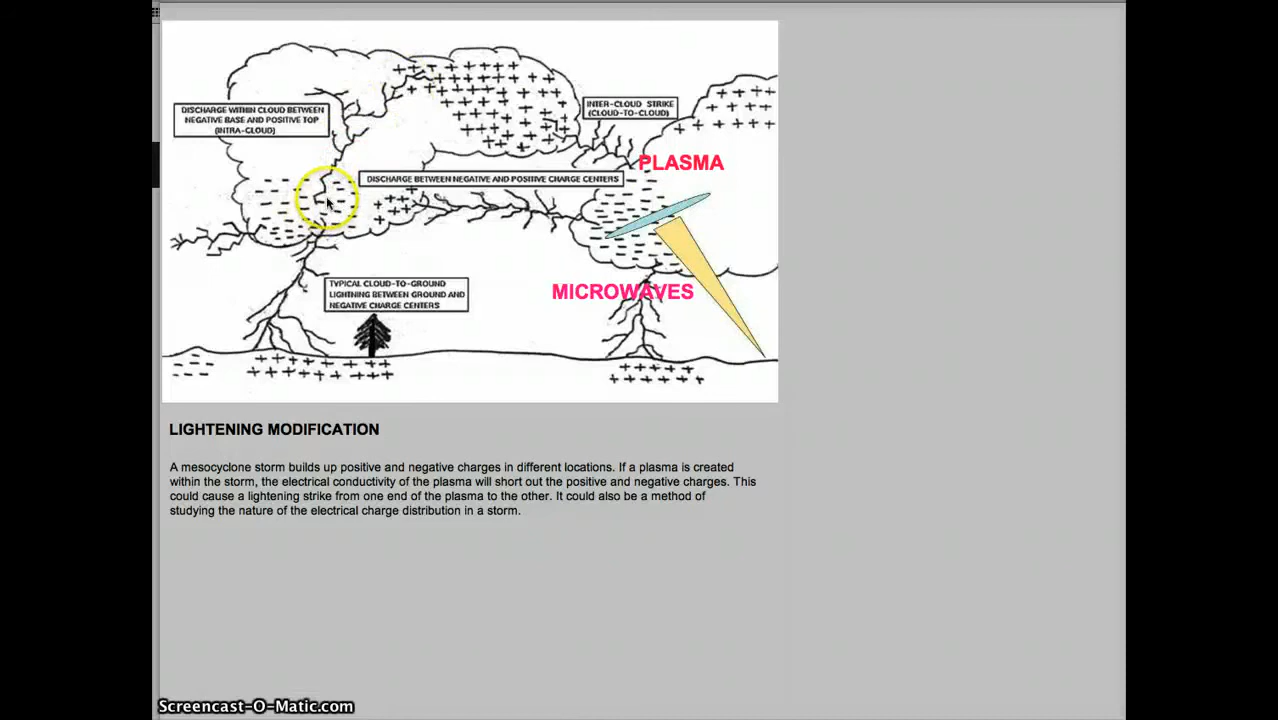 DISCHARGE WITHIN CLOUD BETWEEN
NEGATIVE BASE AND POSITIVE TOP
(INTRA-CLOUD)
INTER-CLOUD STRIKE
(CLOUD-TO-CLOUD)
PLASMA
DISCHARGE BETWEEN NEGATIVE AND POSITIVE CHARGE CENTERS
TYPICAL CLOUD-TO-GROUND
LIGHTNING BETWEEN GROUND AND
NEGATIVE CHARGE CENTERS
MICROWAVES
LIGHTENING MODIFICATION
A mesocyclone storm builds up positive and negative charges in different locations. If a plasma is created
within the storm, the electrical conductivity of the plasma will short out the positive and negative charges. This
could cause a lightening strike from one end of the plasma to the other. It could also be a method of
studying the nature of the electrical charge distribution in a storm.
Screencast-O-Matic.com